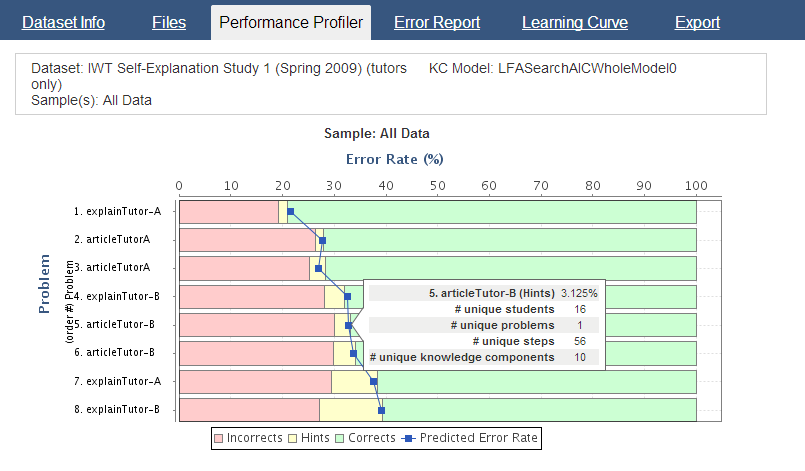 Dataset Info Files Performance Profiler Error Report Learning Curve Export
Dataset: IWT Self-Explanation Study 1 (Spring 2009) (tutors only) KC Model: LFASearchAICWholeModel0
Sample(s): All Data
Sample: All Data
Error Rate (%)
0 10 20 30 40 50 60 70 80 90 100
Problem
(order #) Problem
1. explainTutor-A
2. articleTutorA
3. articleTutorA
4. explainTutor-B
5. articleTutor-B
6. articleTutor-B
7. explainTutor-A
8. explainTutor-B
5. articleTutor-B (Hints) 3.125%
# unique students 16
# unique problems 1
# unique steps 56
# unique knowledge components 10
Incorrects Hints Corrects Predicted Error Rate